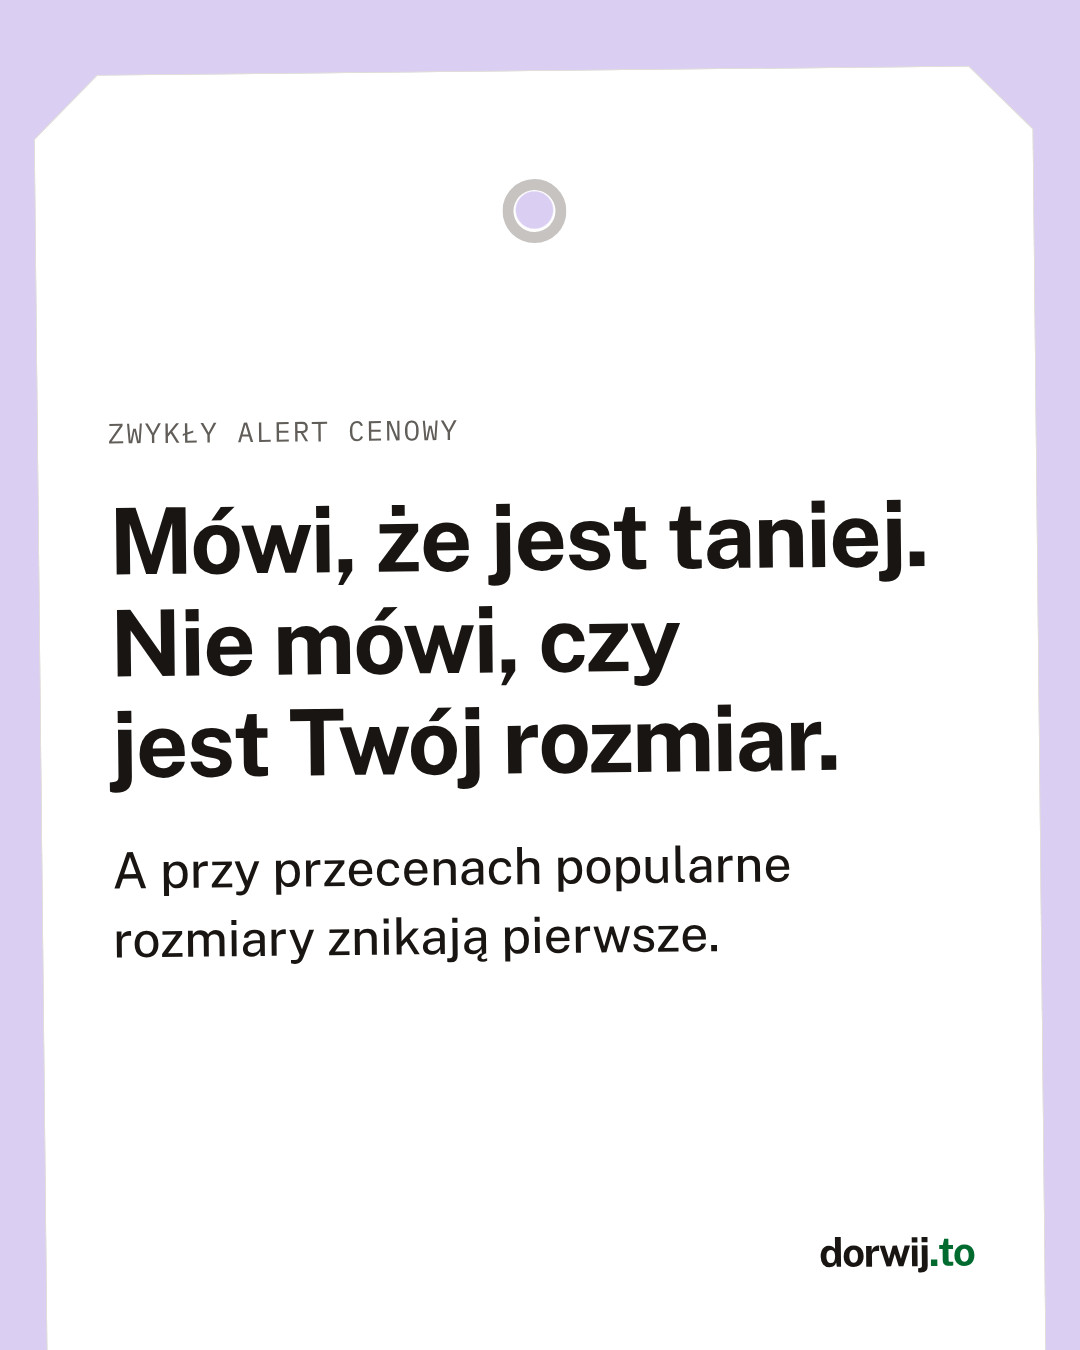 ZWYKŁY ALERT CENOWY
Mówi, że jest taniej.
Nie mówi, czy
jest Twój rozmiar.
A przy przecenach popularne
rozmiary znikają pierwsze.
dorwij.to